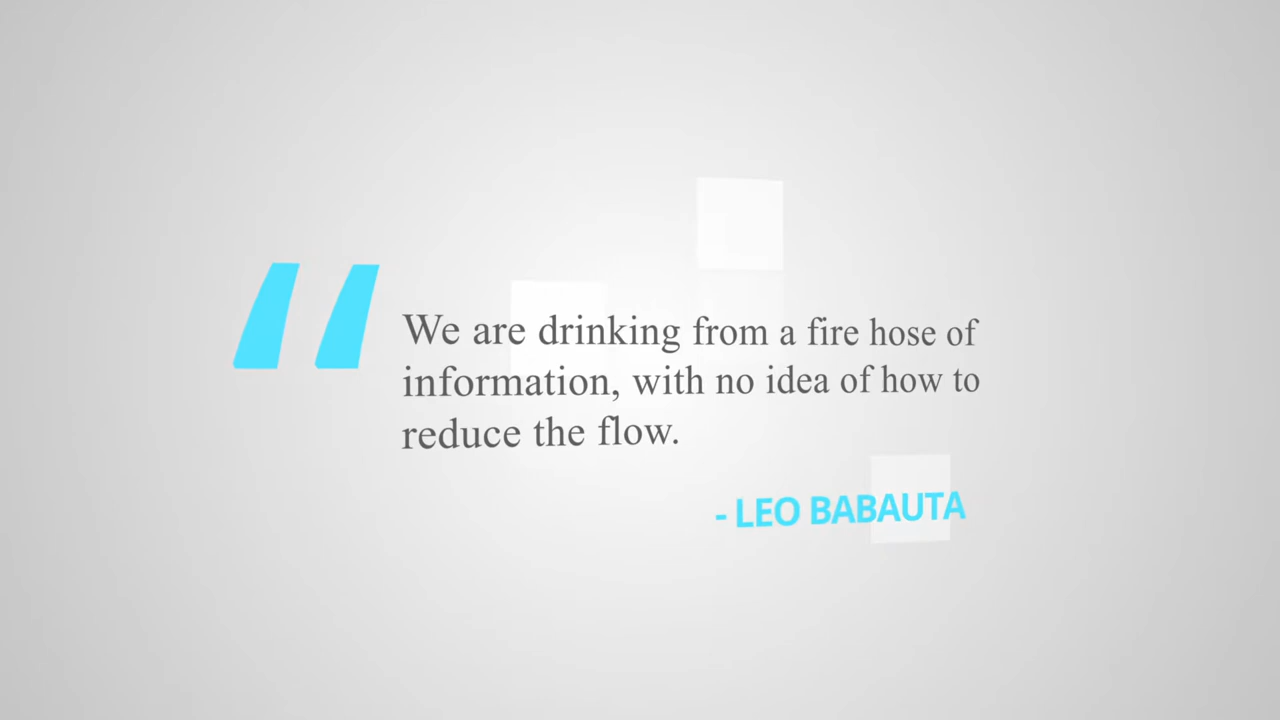 “
We are drinking from a fire hose of
information, with no idea of how to
reduce the flow.
- LEO BABAUTA